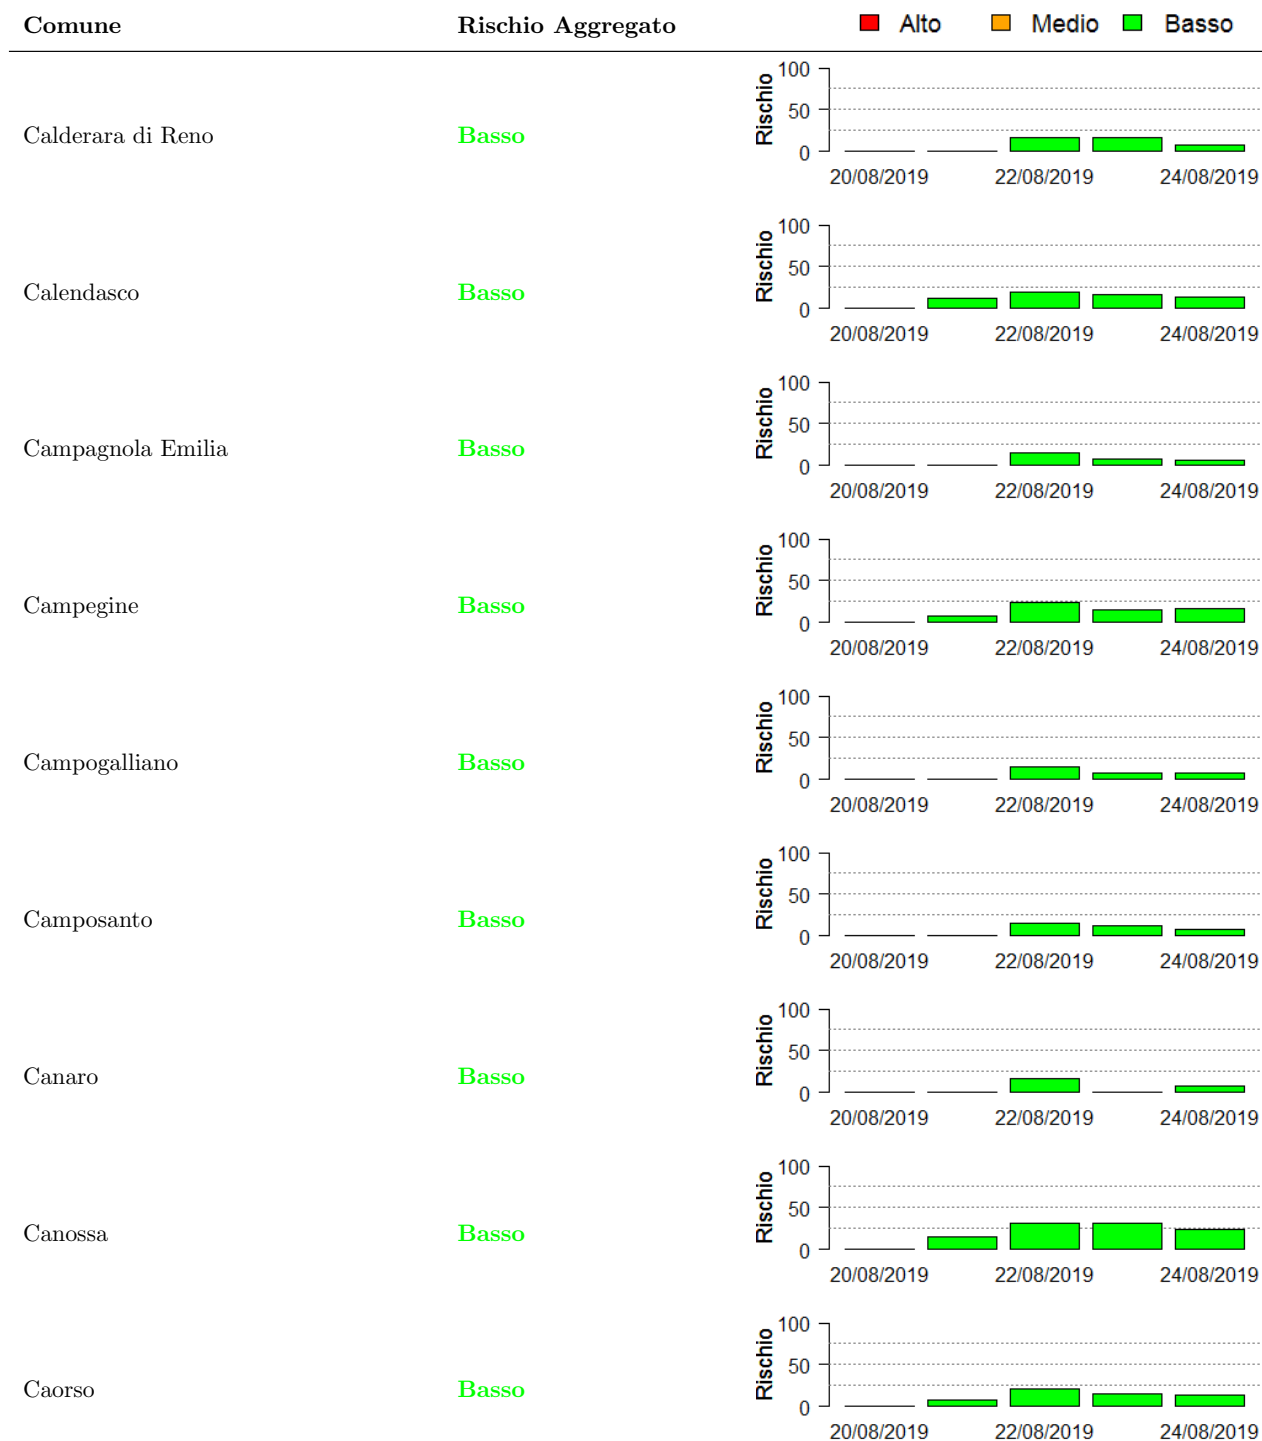 Comune Rischio Aggregato Alto Medio Basso
100
50
0
Rischio
Calderara di Reno Basso
20/08/2019 22/08/2019 24/08/2019
100
50
0
Rischio
Calendasco Basso
20/08/2019 22/08/2019 24/08/2019
100
50
0
Rischio
Campagnola Emilia Basso
20/08/2019 22/08/2019 24/08/2019
100
50
0
Rischio
Campegine Basso
20/08/2019 22/08/2019 24/08/2019
100
50
0
Rischio
Campogalliano Basso
20/08/2019 22/08/2019 24/08/2019
100
50
0
Rischio
Camposanto Basso
20/08/2019 22/08/2019 24/08/2019
100
50
0
Rischio
Canaro Basso
20/08/2019 22/08/2019 24/08/2019
100
50
0
Rischio
Canossa Basso
20/08/2019 22/08/2019 24/08/2019
100
50
0
Rischio
Caorso Basso
20/08/2019 22/08/2019 24/08/2019